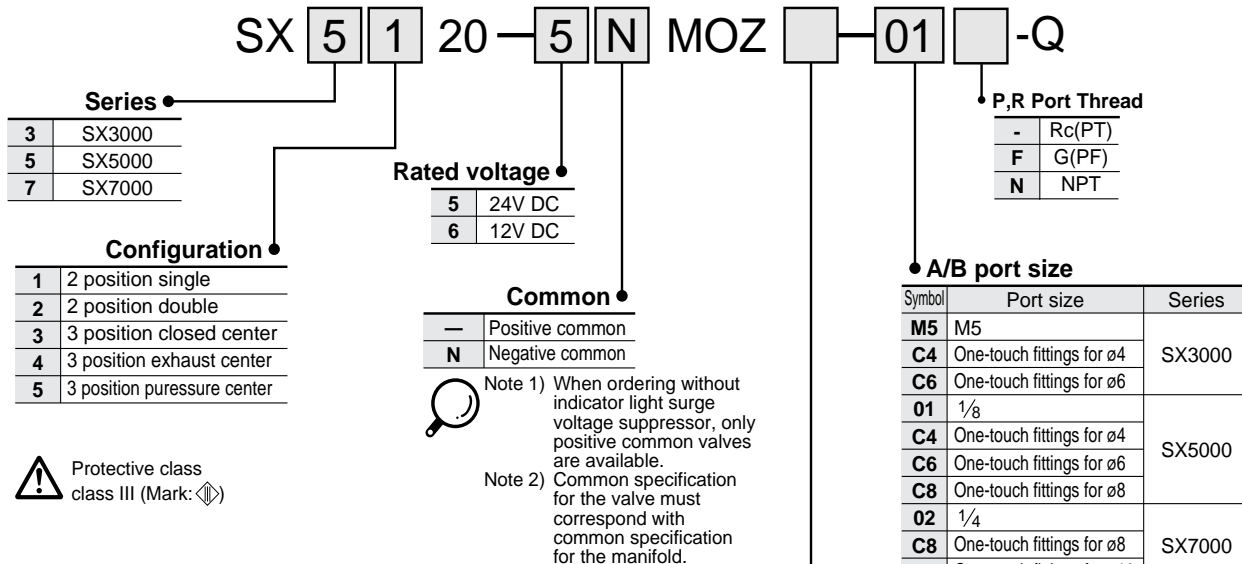 SX 5 1 20 — 5 N MOZ — 01 -Q
Series
3 SX3000
5 SX5000
7 SX7000
Configuration
1 2 position single
2 2 position double
3 3 position closed center
4 3 position exhaust center
5 3 position puressure center
Protective class
class III (Mark: )
Rated voltage
5 24V DC
6 12V DC
Common
— Positive common
N Negative common
Note 1) When ordering without
indicator light surge
voltage suppressor, only
positive common valves
are available.
Note 2) Common specification
for the valve must
correspond with
common specification
for the manifold.
P,R Port Thread
- Rc(PT)
F G(PF)
N NPT
A/B port size
Symbol Port size Series
M5 M5
C4 One-touch fittings for ø4 SX3000
C6 One-touch fittings for ø6
01 1/8
C4 One-touch fittings for ø4
C6 One-touch fittings for ø6 SX5000
C8 One-touch fittings for ø8
02 1/4
C8 One-touch fittings for ø8 SX7000